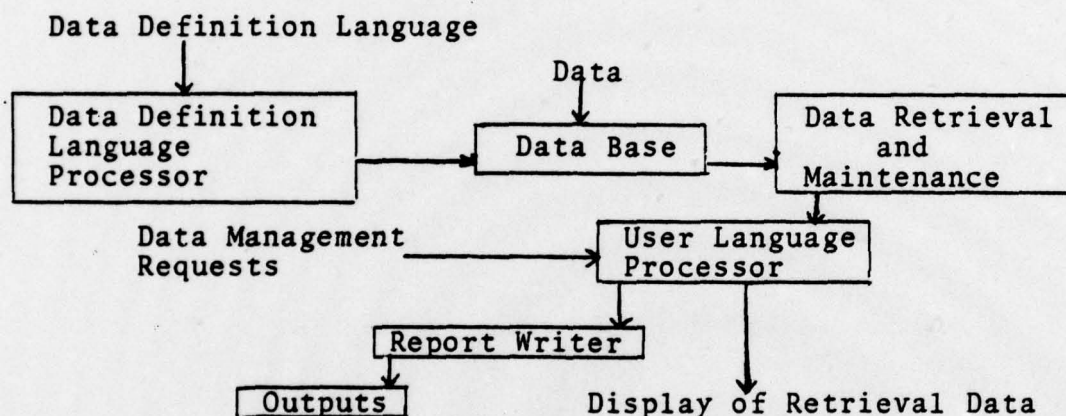 Data Definition Language
Data
Data Definition
Language
Processor
Data Base
Data Retrieval
and
Maintenance
Data Management
Requests
User Language
Processor
Report Writer
Outputs
Display of Retrieval Data